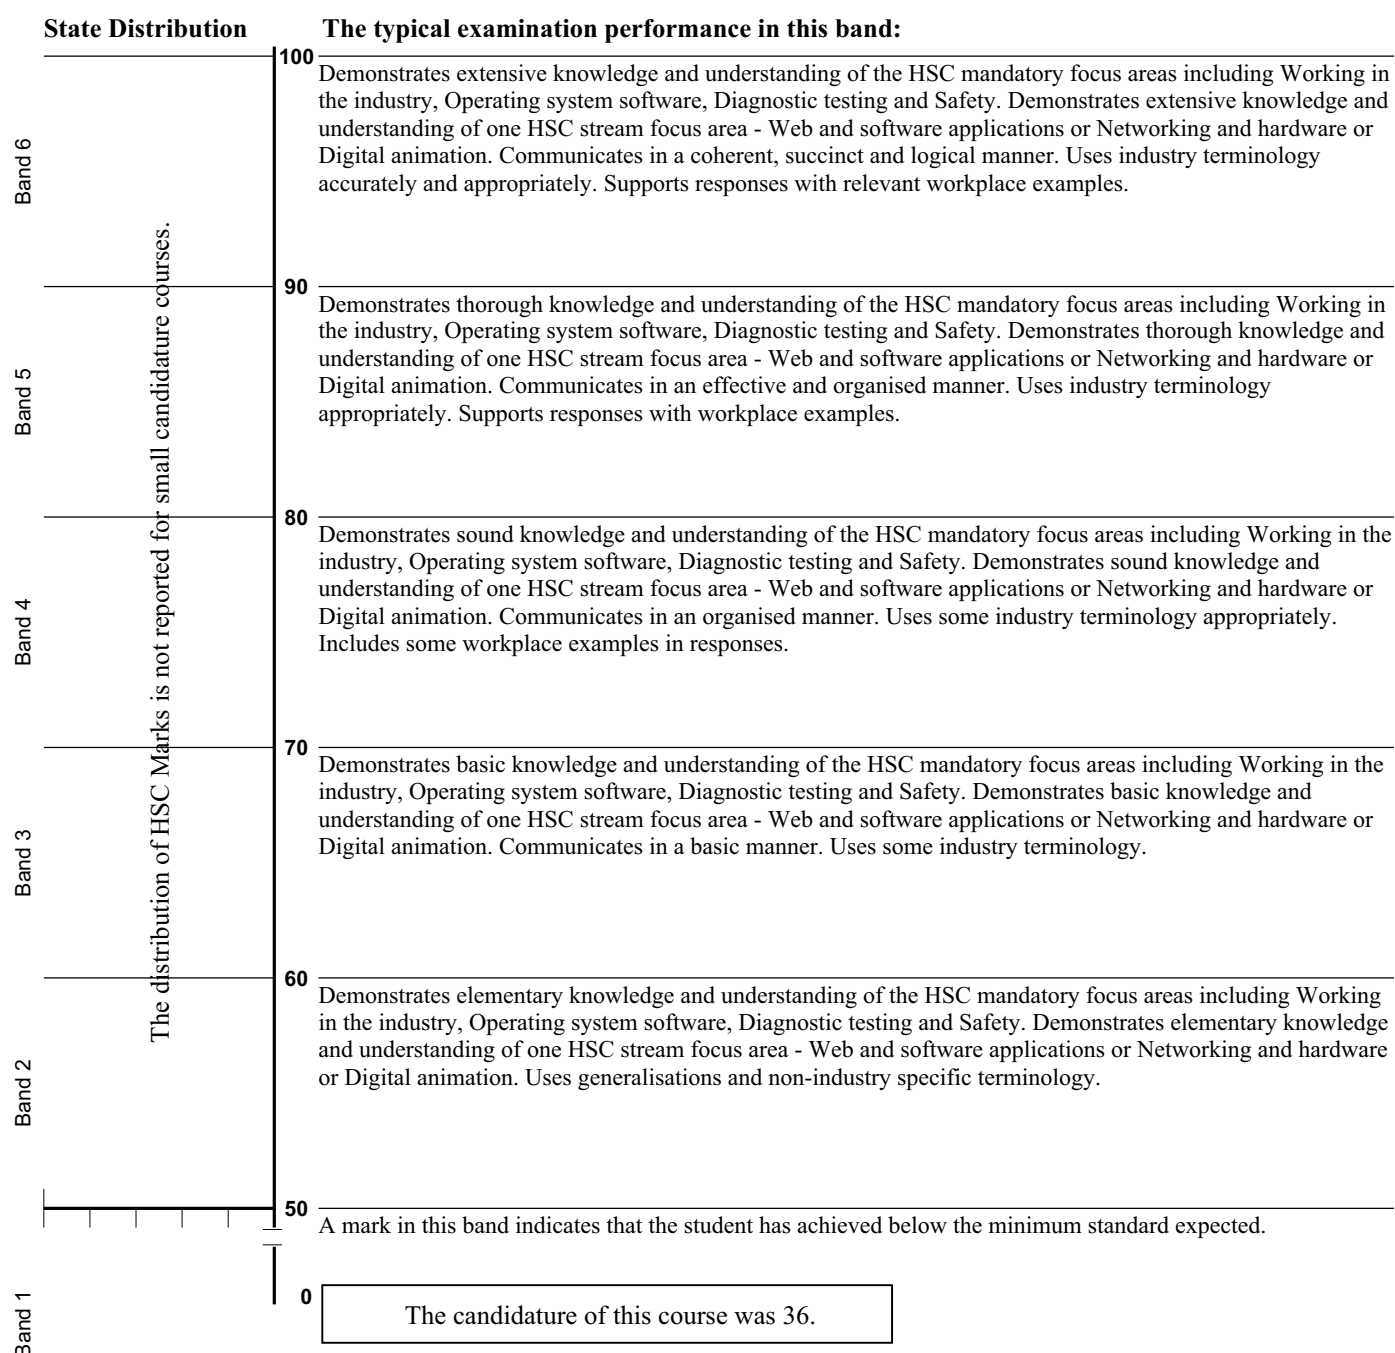 State Distribution
The typical examination performance in this band:
100
Demonstrates extensive knowledge and understanding of the HSC mandatory focus areas including Working in
the industry, Operating system software, Diagnostic testing and Safety. Demonstrates extensive knowledge and
understanding of one HSC stream focus area - Web and software applications or Networking and hardware or
Digital animation. Communicates in a coherent, succinct and logical manner. Uses industry terminology
accurately and appropriately. Supports responses with relevant workplace examples.
Band 6
The distribution of HSC Marks is not reported for small candidature courses.
90
Demonstrates thorough knowledge and understanding of the HSC mandatory focus areas including Working in
the industry, Operating system software, Diagnostic testing and Safety. Demonstrates thorough knowledge and
understanding of one HSC stream focus area - Web and software applications or Networking and hardware or
Digital animation. Communicates in an effective and organised manner. Uses industry terminology
appropriately. Supports responses with workplace examples.
Band 5
80
Demonstrates sound knowledge and understanding of the HSC mandatory focus areas including Working in the
industry, Operating system software, Diagnostic testing and Safety. Demonstrates sound knowledge and
understanding of one HSC stream focus area - Web and software applications or Networking and hardware or
Digital animation. Communicates in an organised manner. Uses some industry terminology appropriately.
Includes some workplace examples in responses.
Band 4
70
Demonstrates basic knowledge and understanding of the HSC mandatory focus areas including Working in the
industry, Operating system software, Diagnostic testing and Safety. Demonstrates basic knowledge and
understanding of one HSC stream focus area - Web and software applications or Networking and hardware or
Digital animation. Communicates in a basic manner. Uses some industry terminology.
Band 3
60
Demonstrates elementary knowledge and understanding of the HSC mandatory focus areas including Working
in the industry, Operating system software, Diagnostic testing and Safety. Demonstrates elementary knowledge
and understanding of one HSC stream focus area - Web and software applications or Networking and hardware
or Digital animation. Uses generalisations and non-industry specific terminology.
Band 2
50
A mark in this band indicates that the student has achieved below the minimum standard expected.
0
Band 1
The candidature of this course was 36.